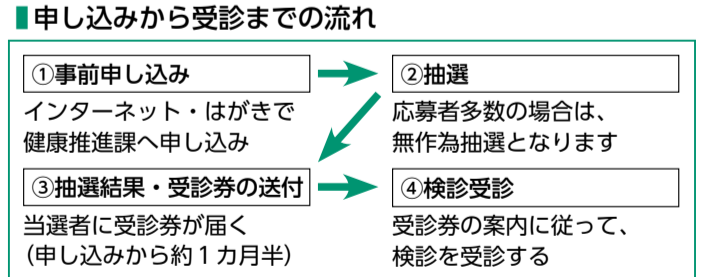 申し込みから受診までの流れ
①事前申し込み
インターネット・はがきで
健康推進課へ申し込み
②抽選
応募者多数の場合は、
無作為抽選となります
③抽選結果・受診券の送付
当選者に受診券が届く
（申し込みから約１カ月半）
④検診受診
受診券の案内に従って、
検診を受診する